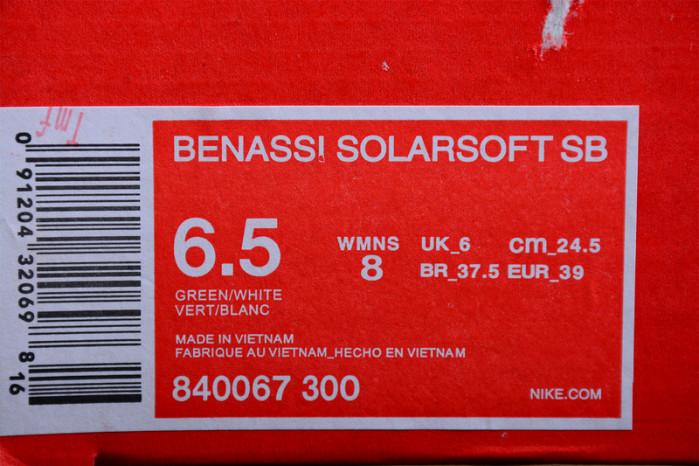 Tmf
0 91204 32069 8 16
BENASSI SOLARSOFT SB
6.5
WMNS
8
UK_6
cm_24.5
BR_37.5
EUR_39
GREEN/WHITE
VERT/BLANC
MADE IN VIETNAM
FABRIQUE AU VIETNAM_HECHO EN VIETNAM
840067 300
NIKE.COM